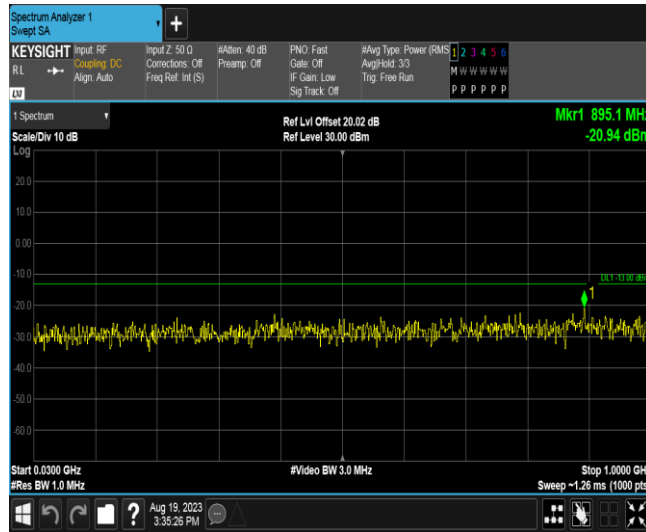 Spectrum Analyzer 1
Swept SA
+
KEYSIGHT
RL
LXI
Input: RF
Coupling: DC
Align: Auto
Input Z: 50 Ω
Corrections: Off
Freq Ref: Int (S)
#Atten: 40 dB
Preamp: Off
PNO: Fast
Gate: Off
IF Gain: Low
Sig Track: Off
#Avg Type: Power (RMS
Avg|Hold: 3/3
Trig: Free Run
1 2 3 4 5 6
M W W W W W
P P P P P P
1 Spectrum
Scale/Div 10 dB
Log
Ref Lvl Offset 20.02 dB
Ref Level 30.00 dBm
Mkr1 895.1 MHz
-20.94 dBm
20.0
10.0
0.00
-10.0
DL1 -13.00 dBm
1
-20.0
-30.0
-40.0
-50.0
-60.0
Start 0.0300 GHz
#Res BW 1.0 MHz
#Video BW 3.0 MHz
Stop 1.0000 GH
Sweep ~1.26 ms (1000 pts
?
Aug 19, 2023
3:35:26 PM